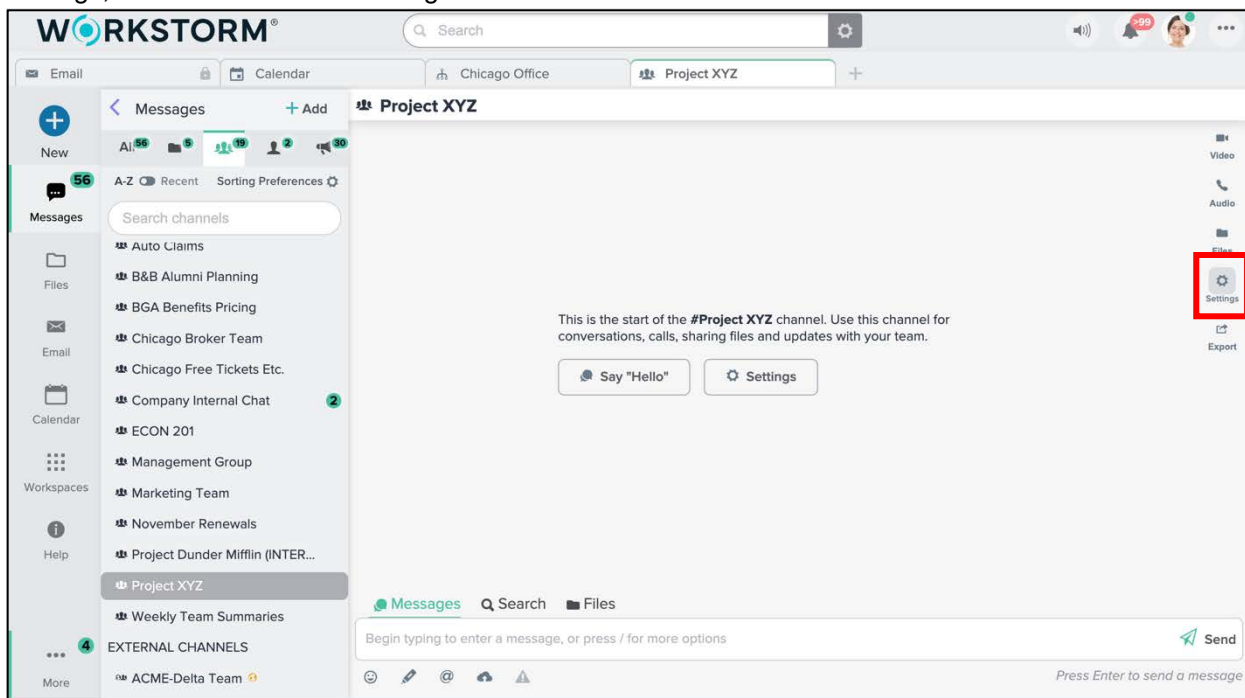 WORKSTORM®
Search
>99
Email
Calendar
Chicago Office
Project XYZ
New
56
Messages
Files
Email
Calendar
Workspaces
Help
4
More
Messages
+ Add
56 5 19 2 30
A-Z Recent Sorting Preferences
Search channels
Auto Claims
B&B Alumni Planning
BGA Benefits Pricing
Chicago Broker Team
Chicago Free Tickets Etc.
Company Internal Chat 2
ECON 201
Management Group
Marketing Team
November Renewals
Project Dunder Mifflin (INTER...
Project XYZ
Weekly Team Summaries
EXTERNAL CHANNELS
ACME-Delta Team
Project XYZ
This is the start of the #Project XYZ channel. Use this channel for
conversations, calls, sharing files and updates with your team.
Say "Hello"
Settings
Video
Audio
Files
Settings
Export
Messages Search Files
Begin typing to enter a message, or press / for more options
Send
@
Press Enter to send a message